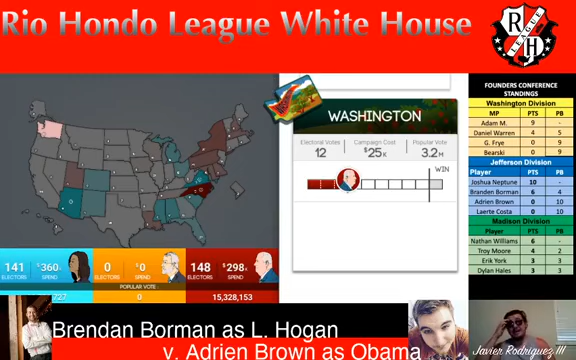 Rio Hondo League White House
R
H
LEAGUE
WASHINGTON
Electoral Votes
Campaign Cost
Popular Vote
12
$25K
3.2M
WIN
141
ELECTORS
$360K
SPEND
0
ELECTORS
$0
SPEND
148
ELECTORS
$298K
SPEND
POPULAR VOTE
727
0
15,328,153
FOUNDERS CONFERENCE
STANDINGS
Washington Division
MP PTS PB
Adam M. 9 -
Daniel Warren 4 5
G. Frye 0 9
Bearski 0 9
Jefferson Division
Player PTS PB
Joshua Neptune 10 -
Branden Borman 6 4
Adrien Brown 0 10
Laerte Costa 0 10
Madison Division
Player PTS PB
Nathan Williams 6 -
Troy Moore 4 2
Erik York 3 3
Dylan Hales 3 3
Brendan Borman as L. Hogan
v. Adrien Brown as Obama
Javier Rodriguez III